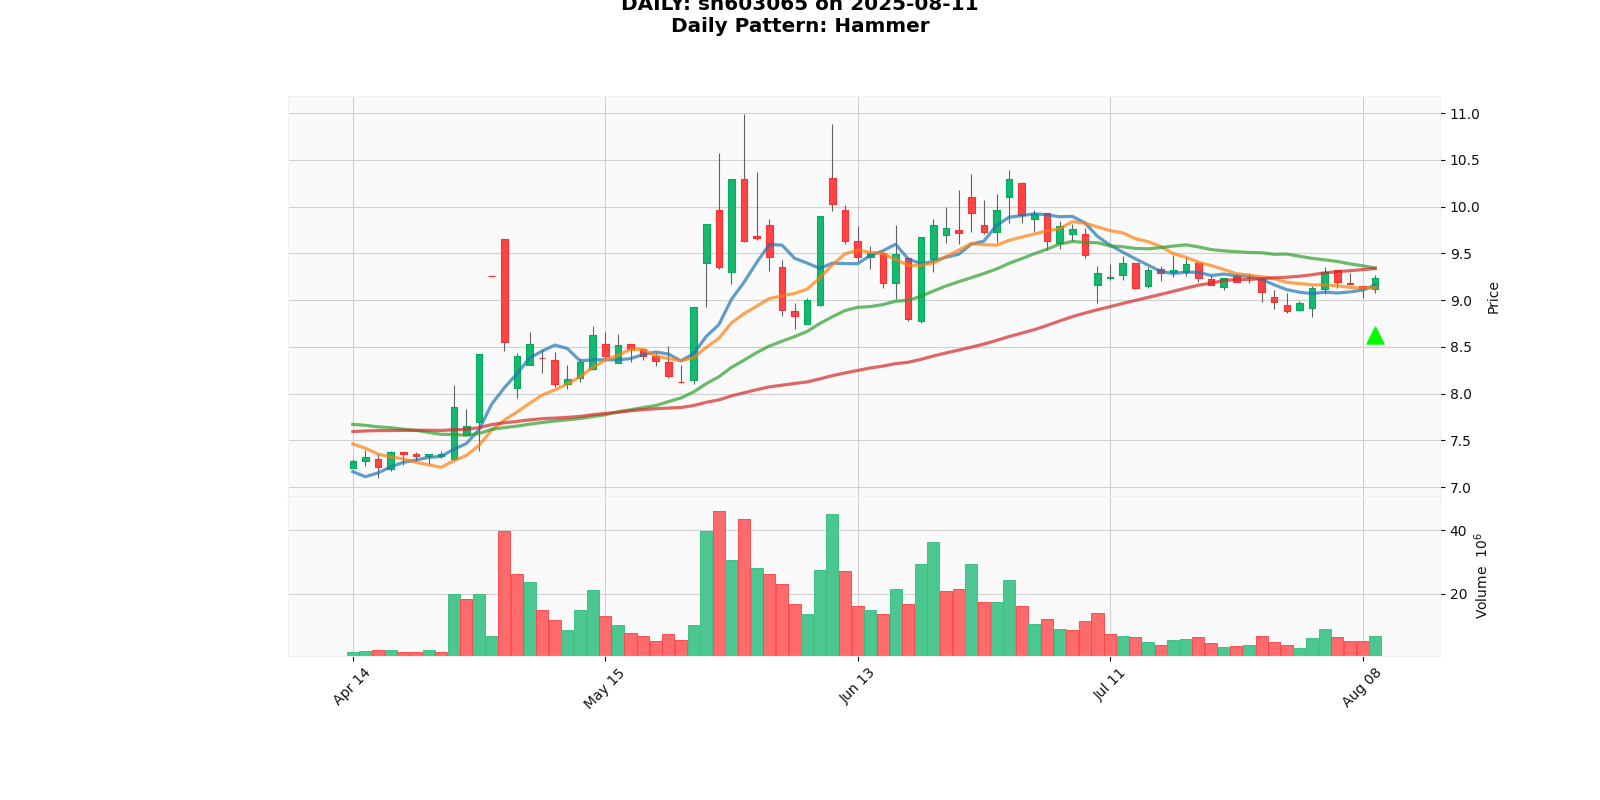 DAILY: sh603065 on 2025-08-11
Daily Pattern: Hammer
11.0
10.5
10.0
9.5
9.0
8.5
8.0
7.5
7.0
Price
40
20
Volume 10⁶
Apr 14
May 15
Jun 13
Jul 11
Aug 08